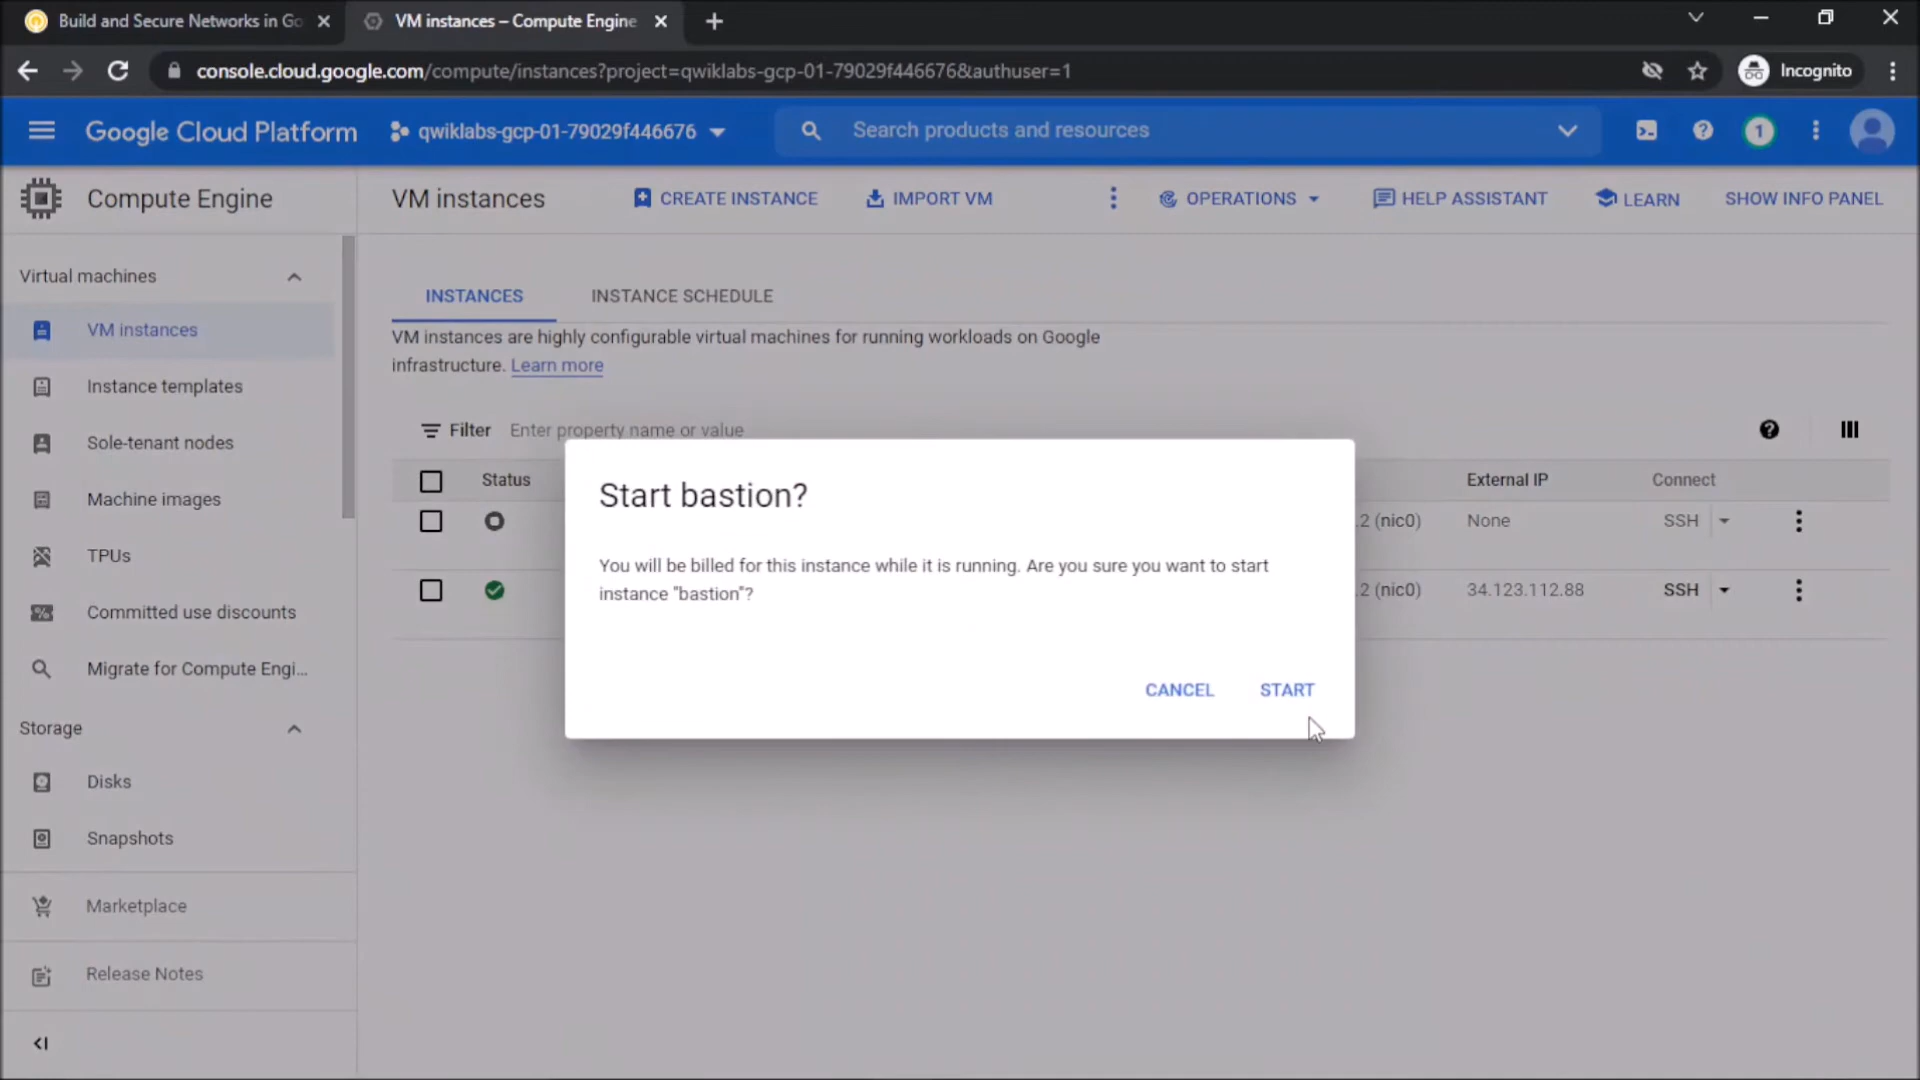 Build and Secure Networks in Go
VM instances – Compute Engine
console.cloud.google.com/compute/instances?project=qwiklabs-gcp-01-79029f446676&authuser=1
Incognito
Google Cloud Platform
qwiklabs-gcp-01-79029f446676
Search products and resources
1
Compute Engine
VM instances
CREATE INSTANCE
IMPORT VM
OPERATIONS
HELP ASSISTANT
LEARN
SHOW INFO PANEL
Virtual machines
VM instances
Instance templates
Sole-tenant nodes
Machine images
TPUs
Committed use discounts
Migrate for Compute Engi...
Storage
Disks
Snapshots
Marketplace
Release Notes
INSTANCES
INSTANCE SCHEDULE
VM instances are highly configurable virtual machines for running workloads on Google
infrastructure. Learn more
Filter
Enter property name or value
Status
External IP
Connect
.2 (nic0)
None
SSH
.2 (nic0)
34.123.112.88
SSH
Start bastion?
You will be billed for this instance while it is running. Are you sure you want to start
instance "bastion"?
CANCEL
START